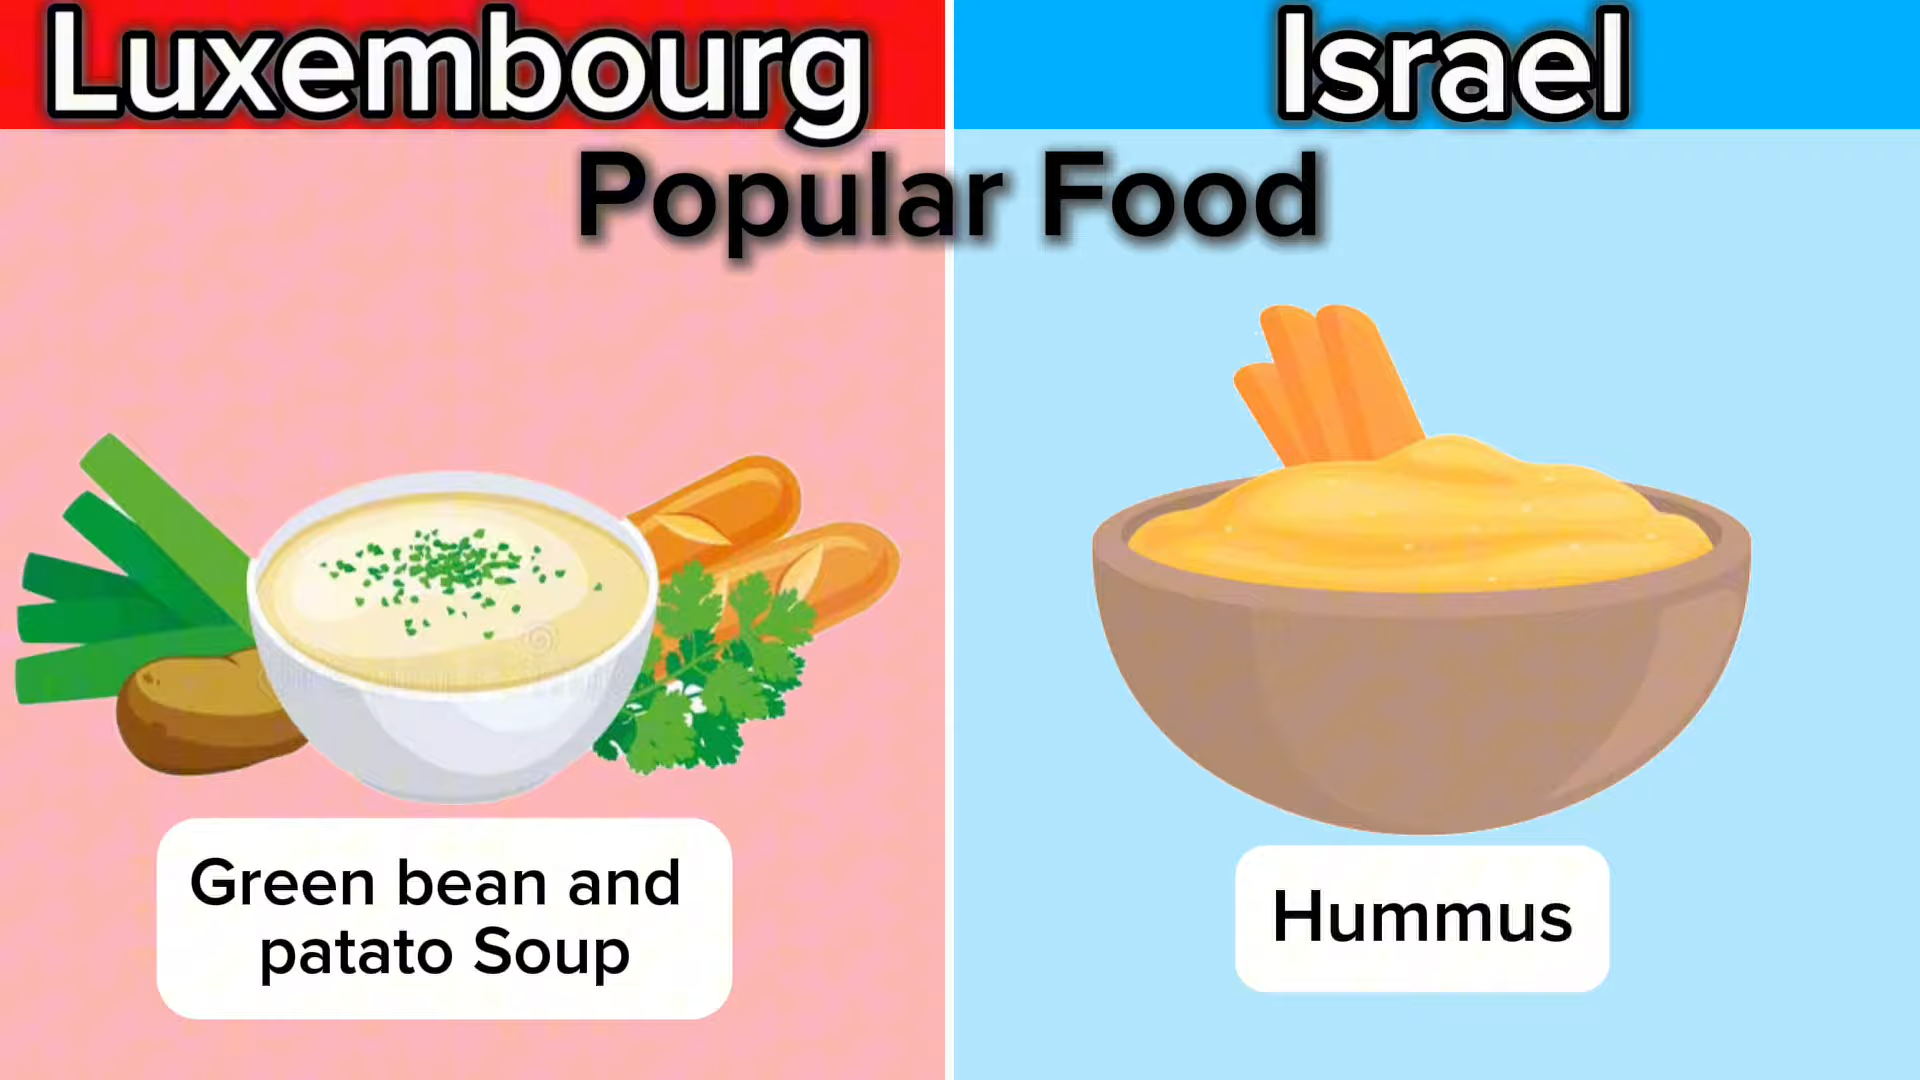 Luxembourg
Israel
Popular Food
Green bean and
patato Soup
Hummus